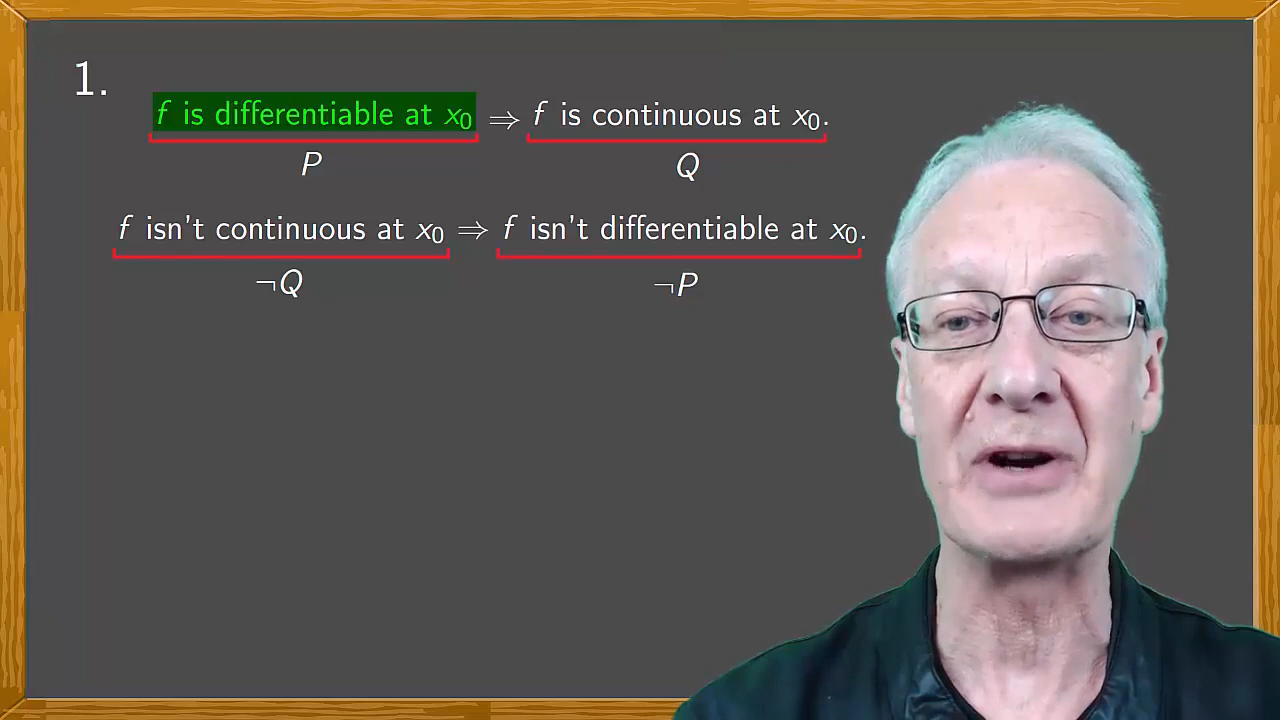 1.
f is differentiable at x₀ ⇒ f is continuous at x₀.
P Q
f isn't continuous at x₀ ⇒ f isn't differentiable at x₀.
¬Q ¬P